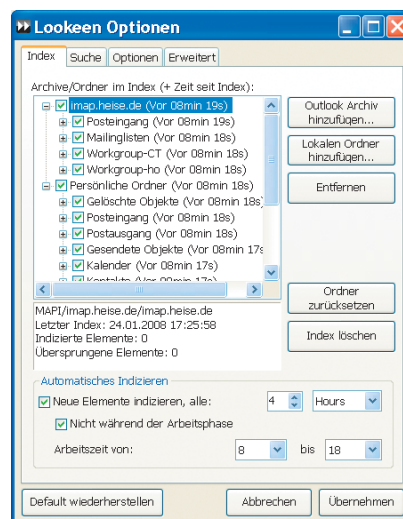 Lookeen Optionen
Index Suche Optionen Erweitert
Archive/Ordner im Index (+ Zeit seit Index):
imap.heise.de (Vor 08min 19s)
Posteingang (Vor 08min 19s)
Mailinglisten (Vor 08min 18s)
Workgroup-CT (Vor 08min 18s)
Workgroup-ho (Vor 08min 18s)
Persönliche Ordner (Vor 08min 18s)
Gelöschte Objekte (Vor 08min 18s)
Posteingang (Vor 08min 18s)
Postausgang (Vor 08min 18s)
Gesendete Objekte (Vor 08min 17s
Kalender (Vor 08min 17s)
Kontakte (Vor 08min 17s)
Outlook Archiv
hinzufügen...
Lokalen Ordner
hinzufügen...
Entfernen
Ordner
zurücksetzen
Index löschen
MAPI/imap.heise.de/imap.heise.de
Letzter Index: 24.01.2008 17:25:58
Indizierte Elemente: 0
Übersprungene Elemente: 0
Automatisches Indizieren
Neue Elemente indizieren, alle: 4 Hours
Nicht während der Arbeitsphase
Arbeitszeit von: 8 bis 18
Default wiederherstellen Abbrechen Übernehmen